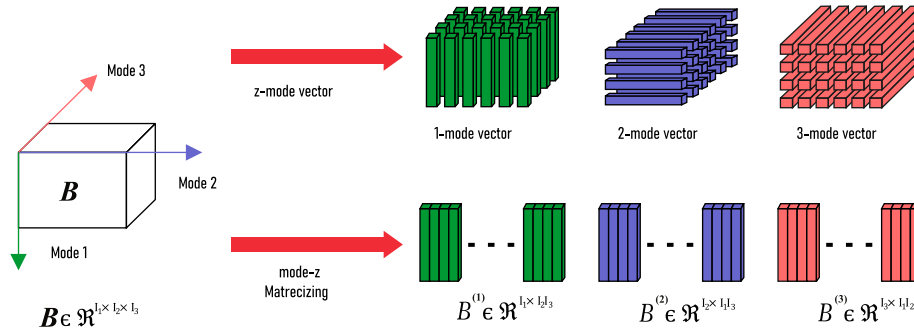 Mode 3
z-mode vector
1-mode vector
2-mode vector
3-mode vector
B
Mode 2
Mode 1
mode-z
Matrecizing
B ϵ ℜ^{I₁× I₂× I₃}
B^{(1)} ϵ ℜ^{I₁× I₂I₃}
B^{(2)} ϵ ℜ^{I₂× I₁I₃}
B^{(3)} ϵ ℜ^{I₃× I₁I₂}